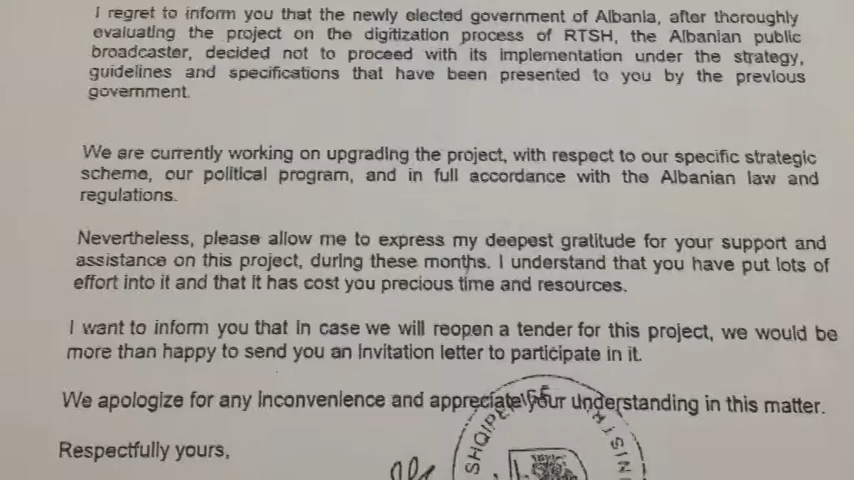 I regret to inform you that the newly elected government of Albania, after thoroughly
evaluating the project on the digitization process of RTSH, the Albanian public
broadcaster, decided not to proceed with its implementation under the strategy,
guidelines and specifications that have been presented to you by the previous
government.
We are currently working on upgrading the project, with respect to our specific strategic
scheme, our political program, and in full accordance with the Albanian law and
regulations.
Nevertheless, please allow me to express my deepest gratitude for your support and
assistance on this project, during these months. I understand that you have put lots of
effort into it and that it has cost you precious time and resources.
I want to inform you that in case we will reopen a tender for this project, we would be
more than happy to send you an invitation letter to participate in it.
We apologize for any inconvenience and appreciate your understanding in this matter.
Respectfully yours,